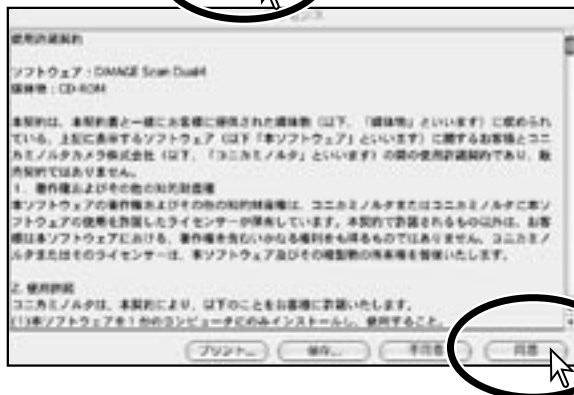 使用許諾契約
ソフトウェア：DiMAGE Scan Dual4
媒体物：CD-ROM
本契約は、本契約書と一緒にお客様に提供された媒体物（以下、「媒体物」といいます）に収められ
ている、上記に表示するソフトウェア（以下「本ソフトウェア」といいます）に関するお客様とコニ
カミノルタカメラ株式会社（以下、「コニカミノルタ」といいます）の間の使用許諾契約であり、販
売契約ではありません。
1. 著作権およびその他の知的財産権
本ソフトウェアの著作権およびその他の知的財産権は、コニカミノルタまたはコニカミノルタに本ソ
フトウェアの使用を許諾したライセンサーが保有しています。本契約で許諾されるもの以外は、お客
様は本ソフトウェアにおける、著作権を含むいかなる権利をも得るものではありません。コニカミノ
ルタまたはそのライセンサーは、本ソフトウェア及びその複製物の所有権を留保いたします。
2. 使用許諾
コニカミノルタは、本契約により、以下のことをお客様に許諾いたします。
(1)本ソフトウェアを1台のコンピュータにのみインストールし、使用すること。
プリント... 保存... 不同意 同意